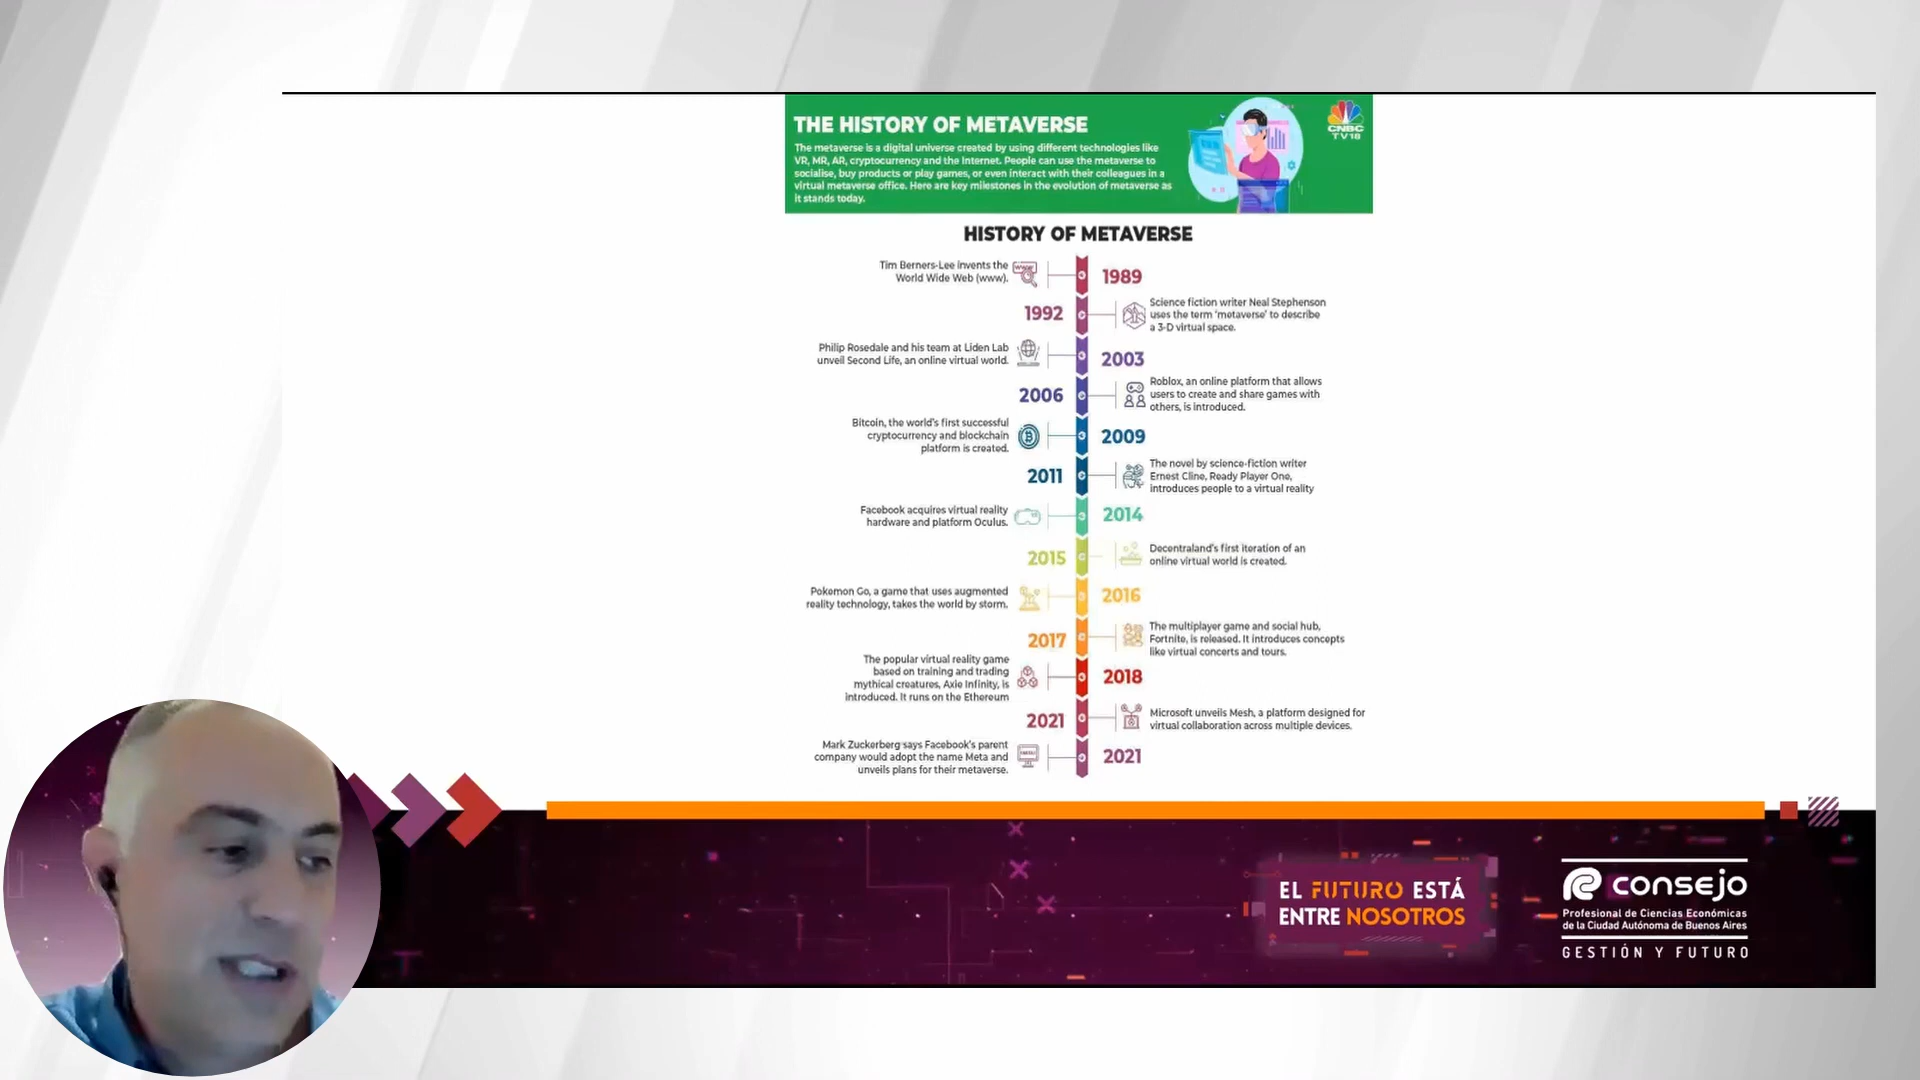 THE HISTORY OF METAVERSE
The metaverse is a digital universe created by using different technologies like
VR, MR, AR, cryptocurrency and the Internet. People can use the metaverse to
socialise, buy products or play games, or even interact with their colleagues in a
virtual metaverse office. Here are key milestones in the evolution of metaverse as
it stands today.
CNBC
TV18
HISTORY OF METAVERSE
Tim Berners-Lee invents the
World Wide Web (www).
1989
1992
Science fiction writer Neal Stephenson
uses the term 'metaverse' to describe
a 3-D virtual space.
Philip Rosedale and his team at Liden Lab
unveil Second Life, an online virtual world.
2003
2006
Roblox, an online platform that allows
users to create and share games with
others, is introduced.
Bitcoin, the world's first successful
cryptocurrency and blockchain
platform is created.
2009
2011
The novel by science-fiction writer
Ernest Cline, Ready Player One,
introduces people to a virtual reality
Facebook acquires virtual reality
hardware and platform Oculus.
2014
2015
Decentraland's first iteration of an
online virtual world is created.
Pokemon Go, a game that uses augmented
reality technology, takes the world by storm.
2016
2017
The multiplayer game and social hub,
Fortnite, is released. It introduces concepts
like virtual concerts and tours.
The popular virtual reality game
based on training and trading
mythical creatures, Axie Infinity, is
introduced. It runs on the Ethereum
2018
2021
Microsoft unveils Mesh, a platform designed for
virtual collaboration across multiple devices.
Mark Zuckerberg says Facebook's parent
company would adopt the name Meta and
unveils plans for their metaverse.
2021
EL FUTURO ESTÁ
ENTRE NOSOTROS
consejo
Profesional de Ciencias Económicas
de la Ciudad Autónoma de Buenos Aires
GESTIÓN Y FUTURO